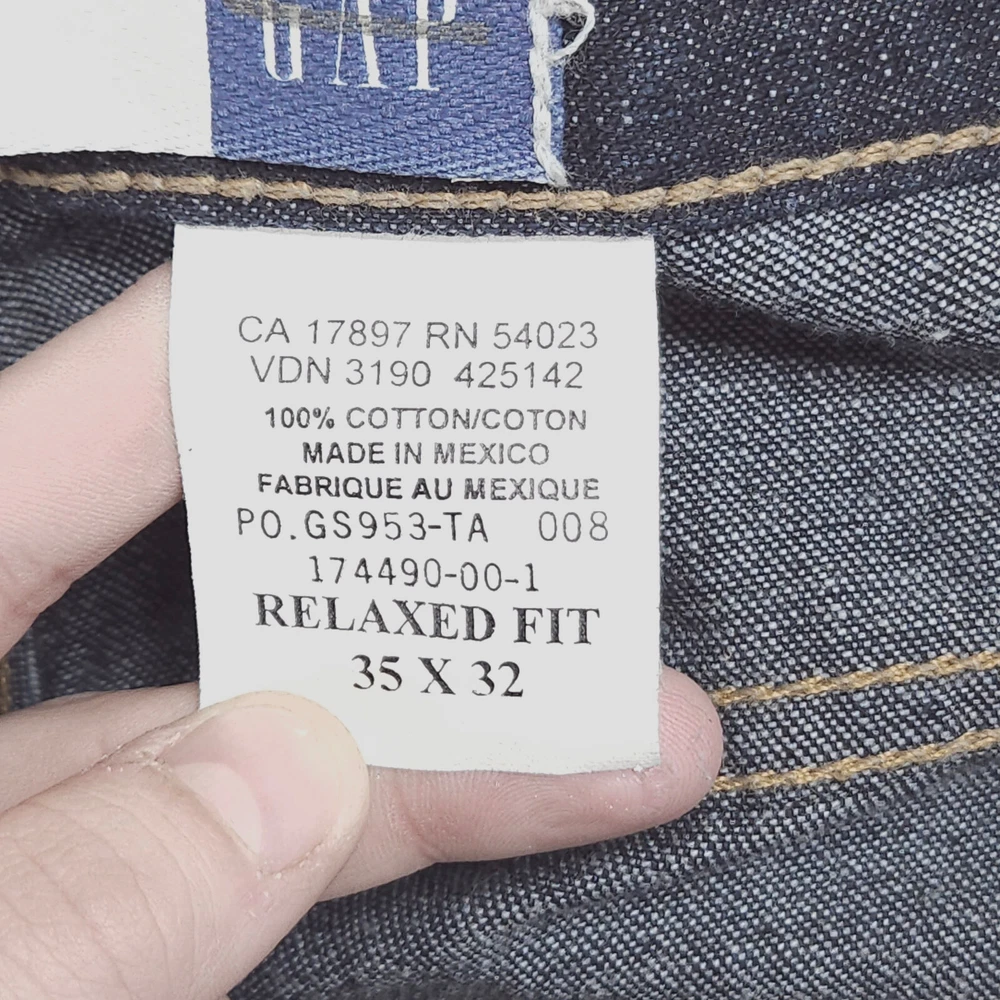 GAP
CA 17897 RN 54023
VDN 3190 425142
100% COTTON/COTON
MADE IN MEXICO
FABRIQUE AU MEXIQUE
PO.GS953-TA 008
174490-00-1
RELAXED FIT
35 X 32